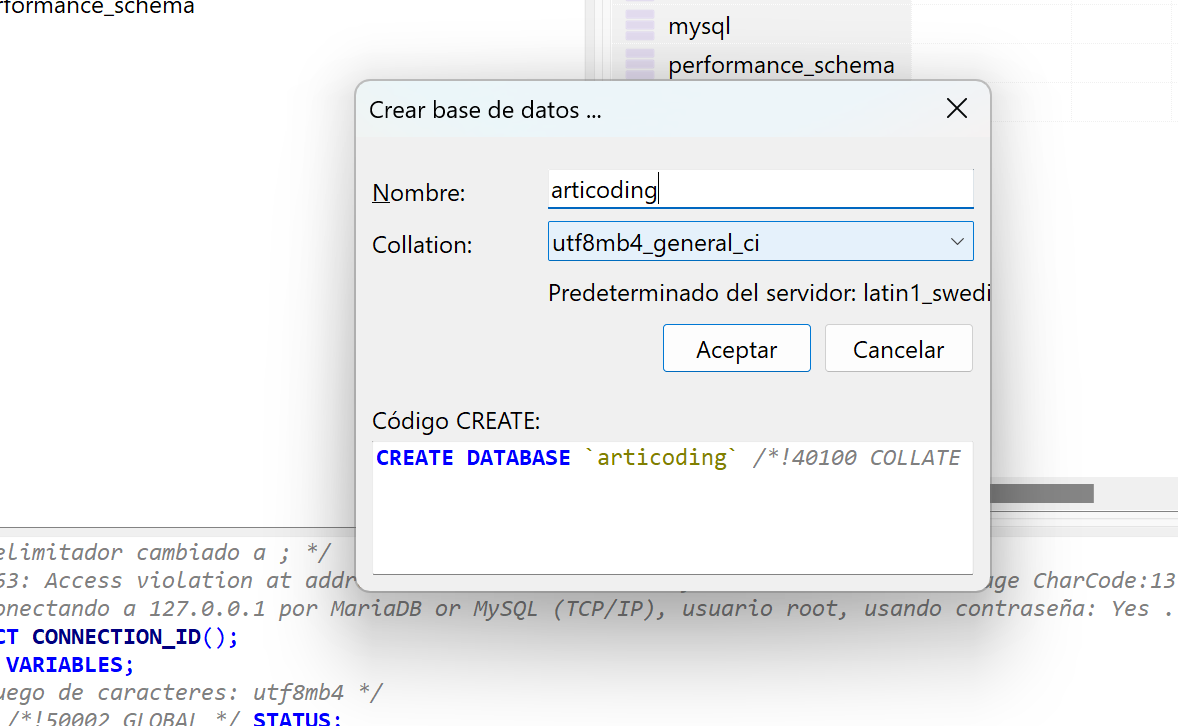 rformance_schema
mysql
performance_schema
Crear base de datos ...
Nombre: articoding
Collation: utf8mb4_general_ci
Predeterminado del servidor: latin1_swedi
Aceptar Cancelar
Código CREATE:
CREATE DATABASE `articoding` /*!40100 COLLATE
elimitador cambiado a ; */
63: Access violation at addr age CharCode:13
onectando a 127.0.0.1 por MariaDB or MySQL (TCP/IP), usuario root, usando contraseña: Yes .
CT CONNECTION_ID();
VARIABLES;
uego de caracteres: utf8mb4 */
/*!50002 GLOBAL */ STATUS;